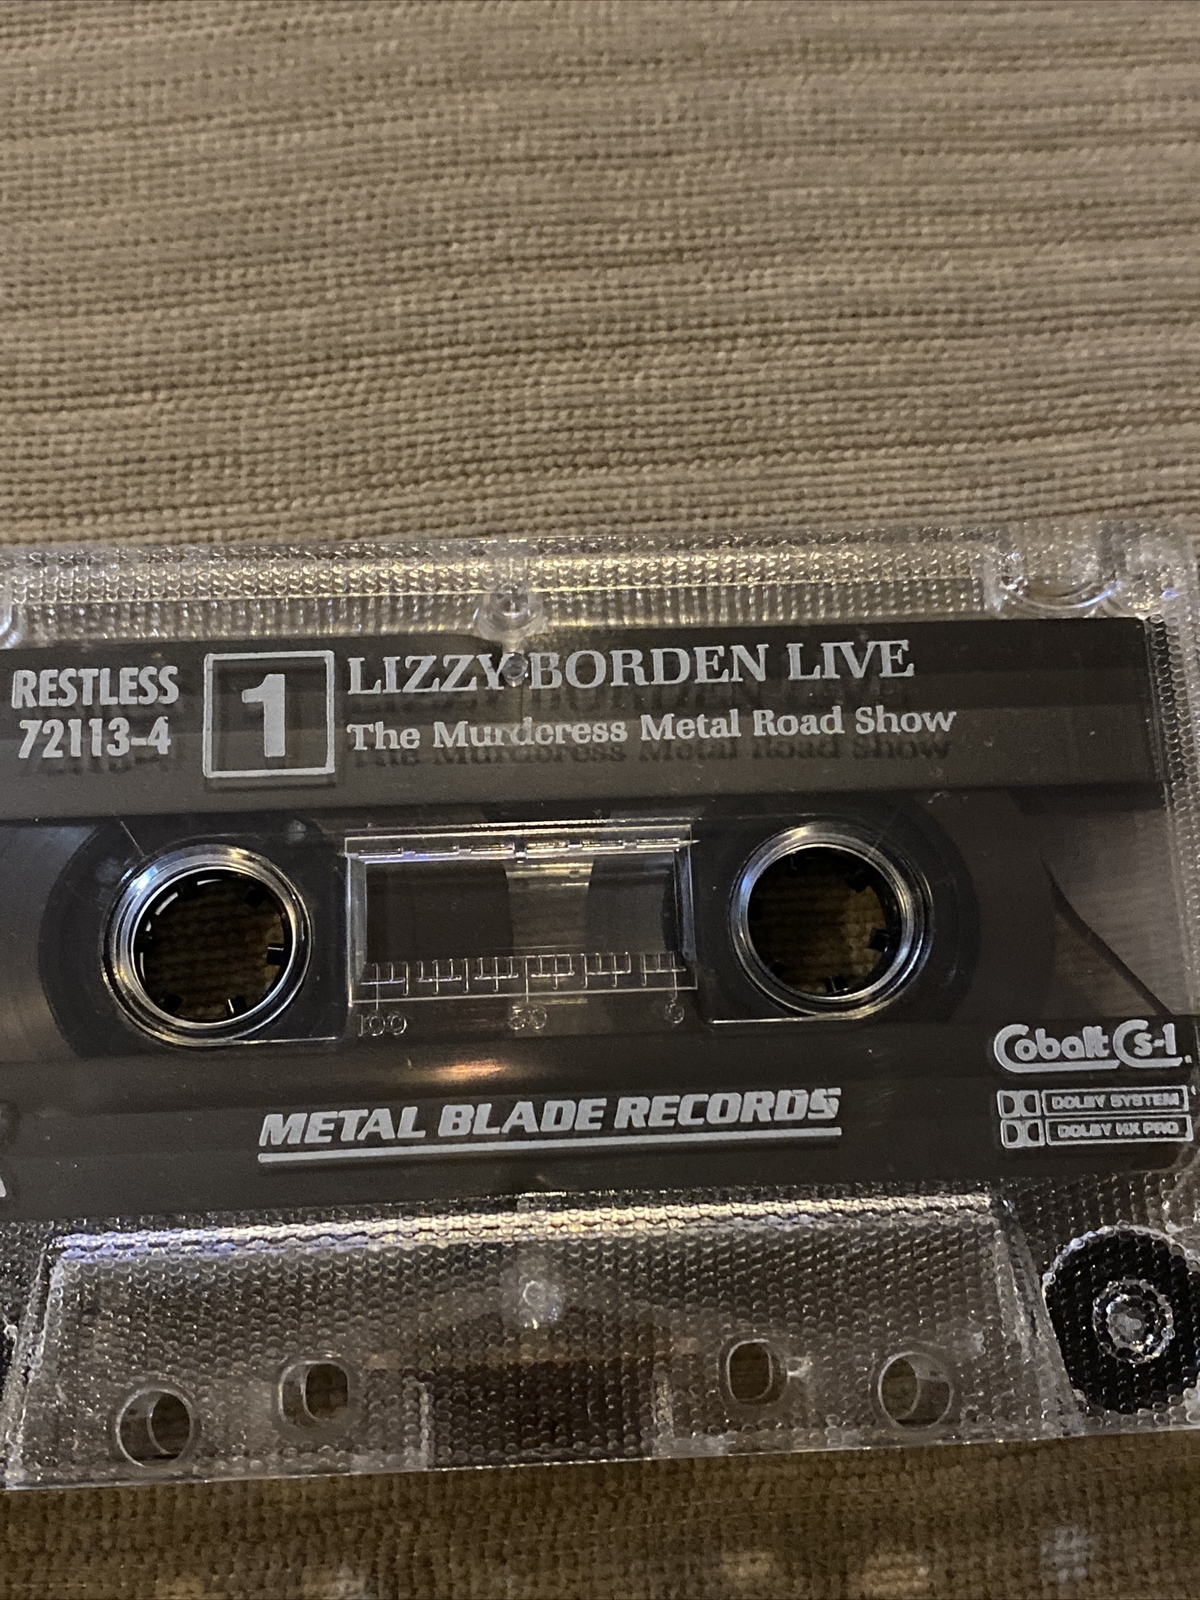 RESTLESS
72113-4
1
LIZZY BORDEN LIVE
The Murderess Metal Road Show
100
50
0
METAL BLADE RECORDS
Cobalt Cs-1
DOLBY SYSTEM
DOLBY HX PRO